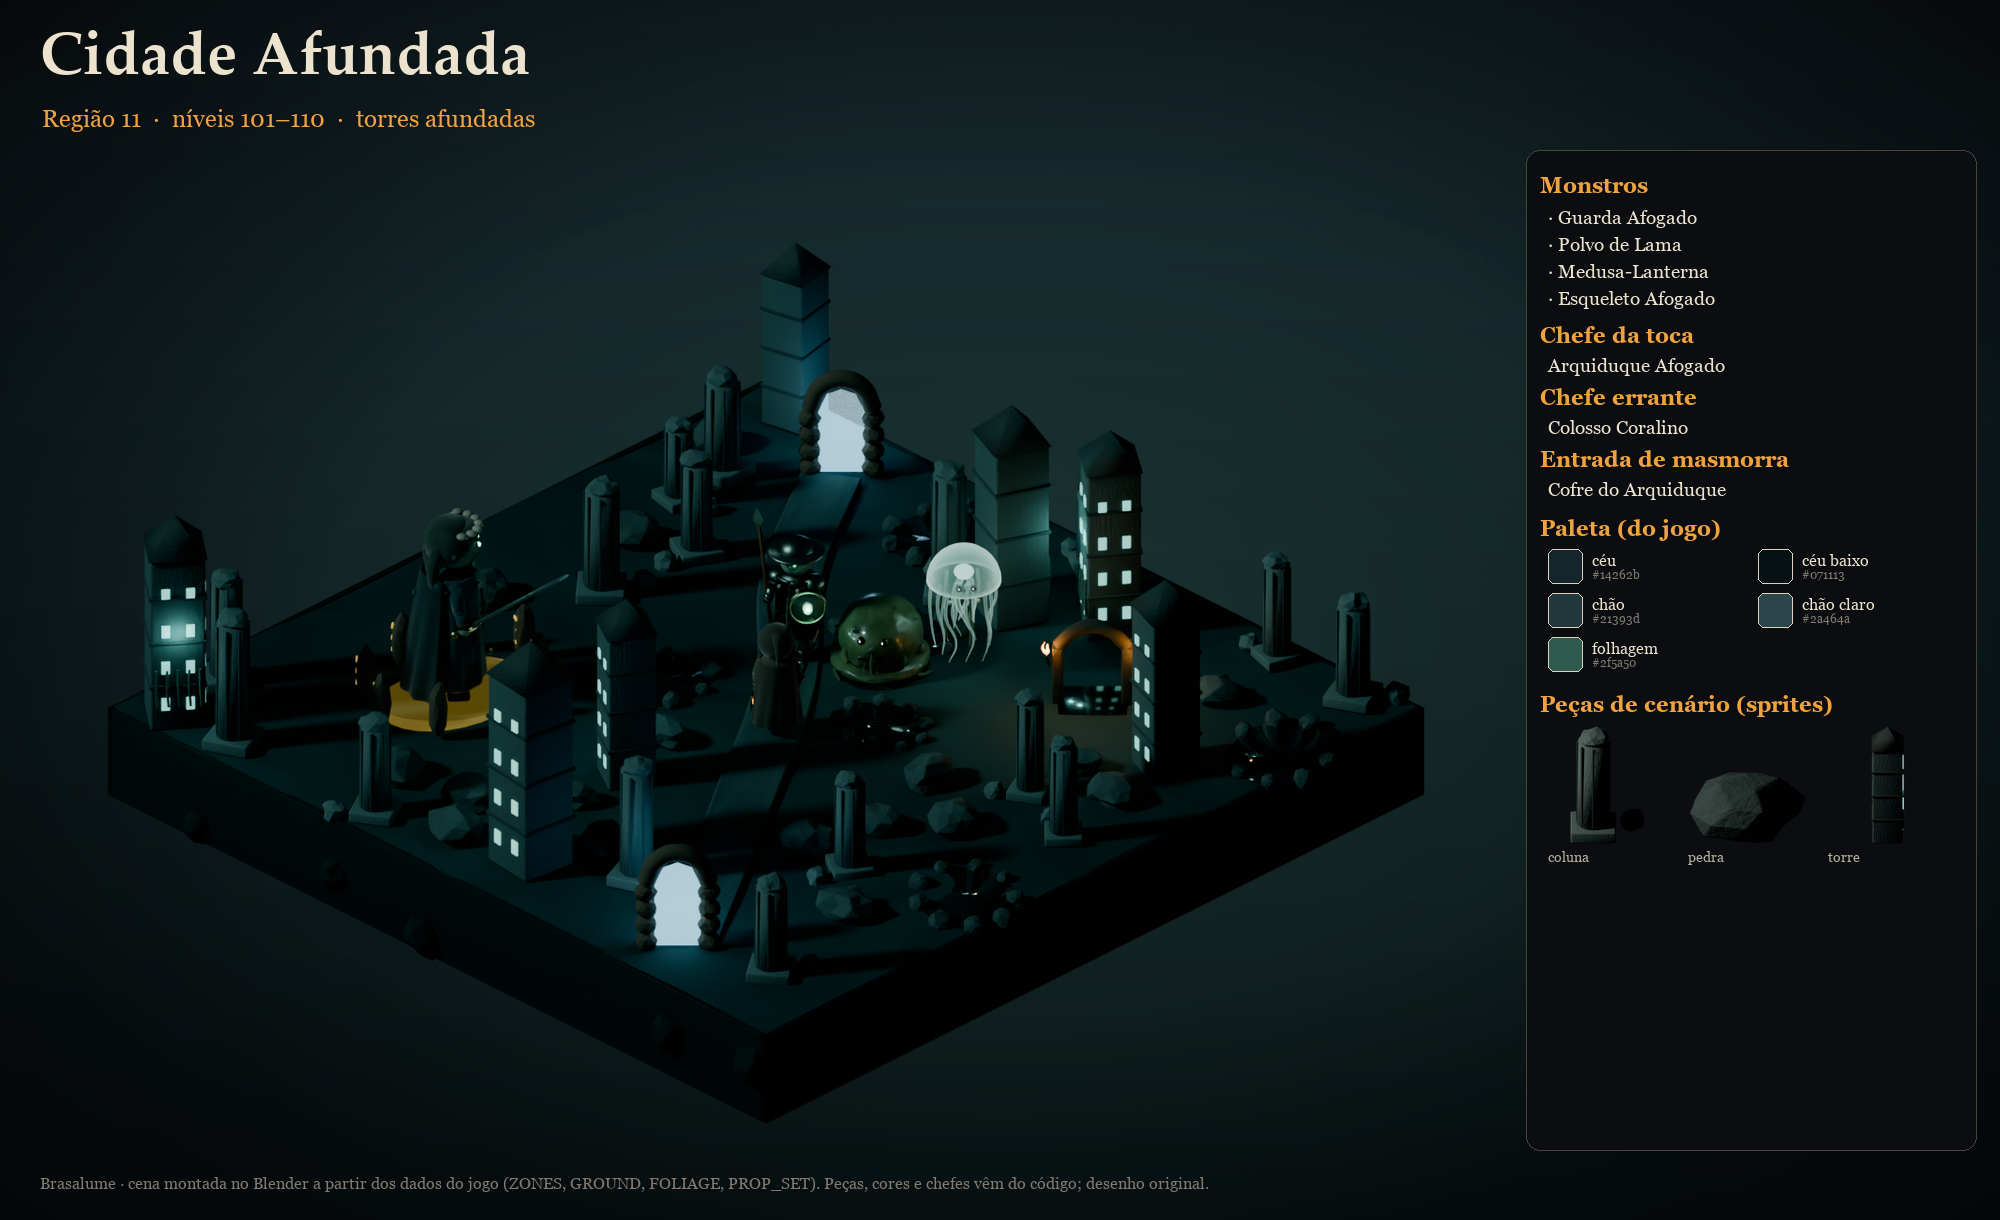 Cidade Afundada
Região 11 · níveis 101–110 · torres afundadas
Monstros
· Guarda Afogado
· Polvo de Lama
· Medusa-Lanterna
· Esqueleto Afogado
Chefe da toca
Arquiduque Afogado
Chefe errante
Colosso Coralino
Entrada de masmorra
Cofre do Arquiduque
Paleta (do jogo)
céu
#14262b
céu baixo
#071113
chão
#21393d
chão claro
#2a464a
folhagem
#2f5a50
Peças de cenário (sprites)
coluna
pedra
torre
Brasalume · cena montada no Blender a partir dos dados do jogo (ZONES, GROUND, FOLIAGE, PROP_SET). Peças, cores e chefes vêm do código; desenho original.